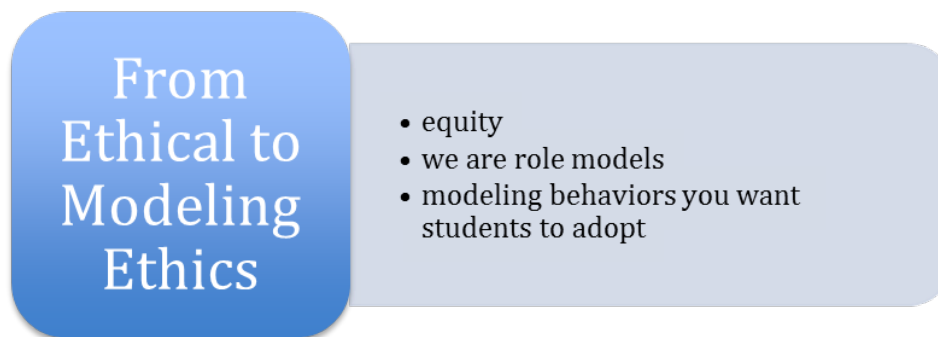 From
Ethical to
Modeling
Ethics
• equity
• we are role models
• modeling behaviors you want
students to adopt